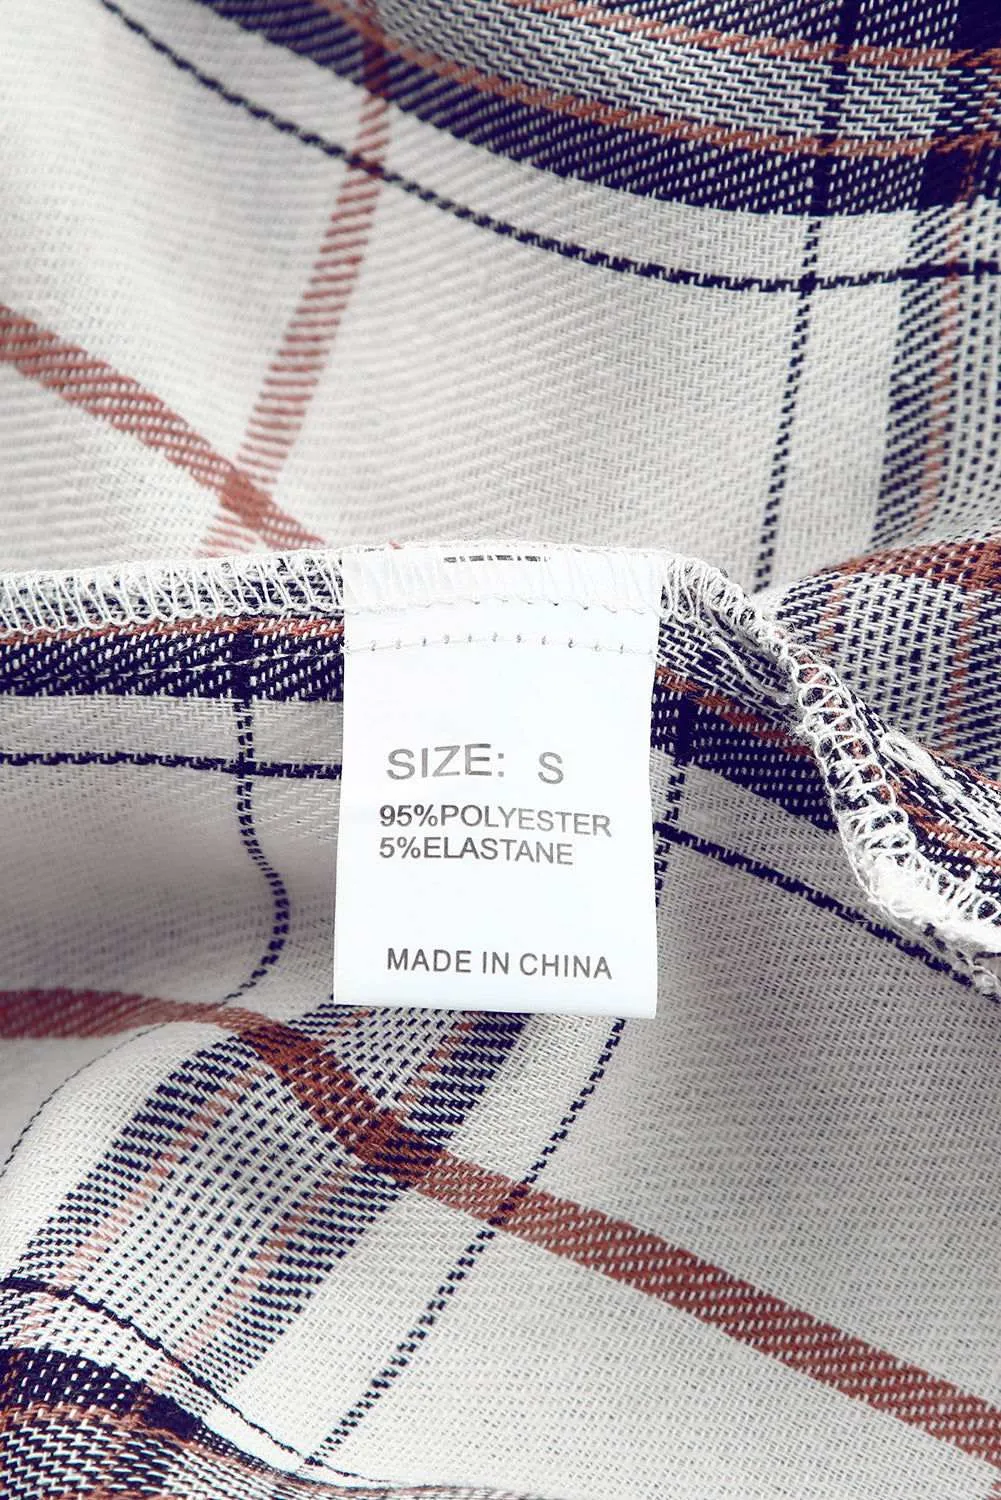 SIZE: S
95%POLYESTER
5%ELASTANE
MADE IN CHINA